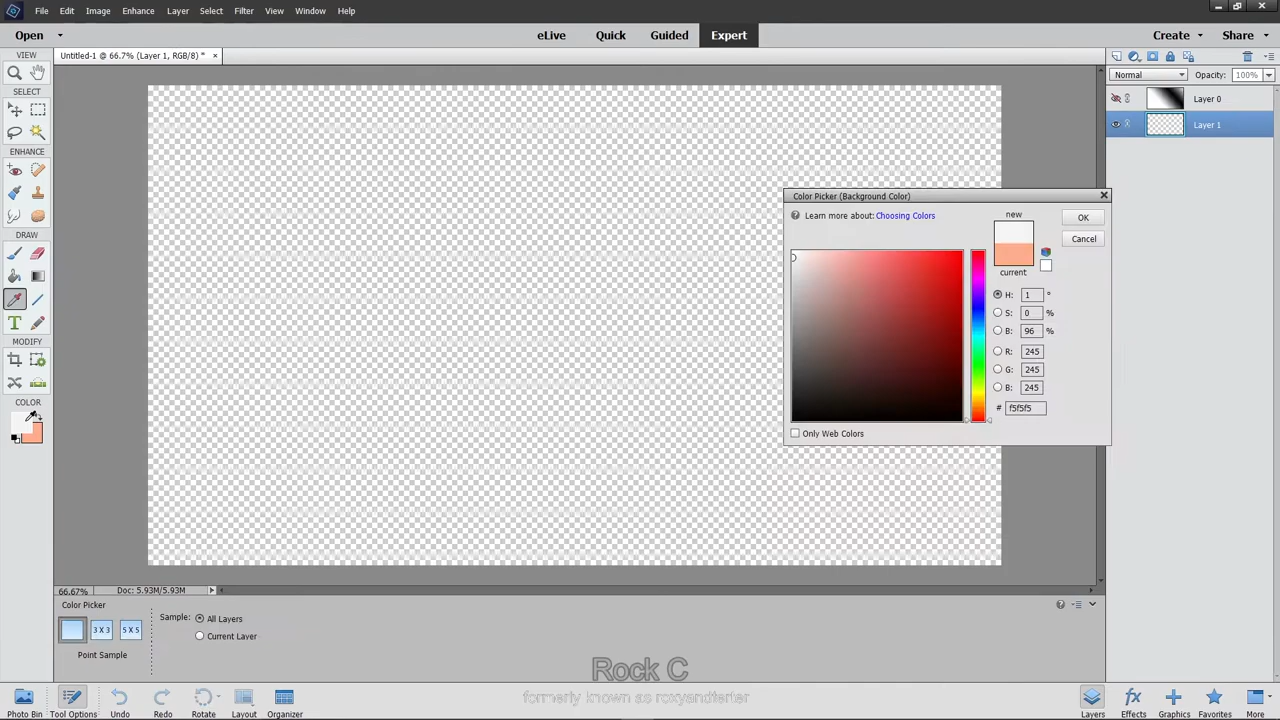 File Edit Image Enhance Layer Select Filter View Window Help
Open eLive Quick Guided Expert Create Share
Untitled-1 @ 66.7% (Layer 1, RGB/8) * ×
VIEW
SELECT
ENHANCE
DRAW
MODIFY
COLOR
Normal Opacity: 100%
Layer 0
Layer 1
Color Picker (Background Color)
Learn more about: Choosing Colors
new
current
OK
Cancel
H: 1 °
S: 0 %
B: 96 %
R: 245
G: 245
B: 245
# f5f5f5
Only Web Colors
66.67% Doc: 5.93M/5.93M
Color Picker
3 X 3 5 X 5
Point Sample
Sample: All Layers
Current Layer
Rock C
formerly known as roxyandferter
Photo Bin Tool Options Undo Redo Rotate Layout Organizer
Layers Effects Graphics Favorites More